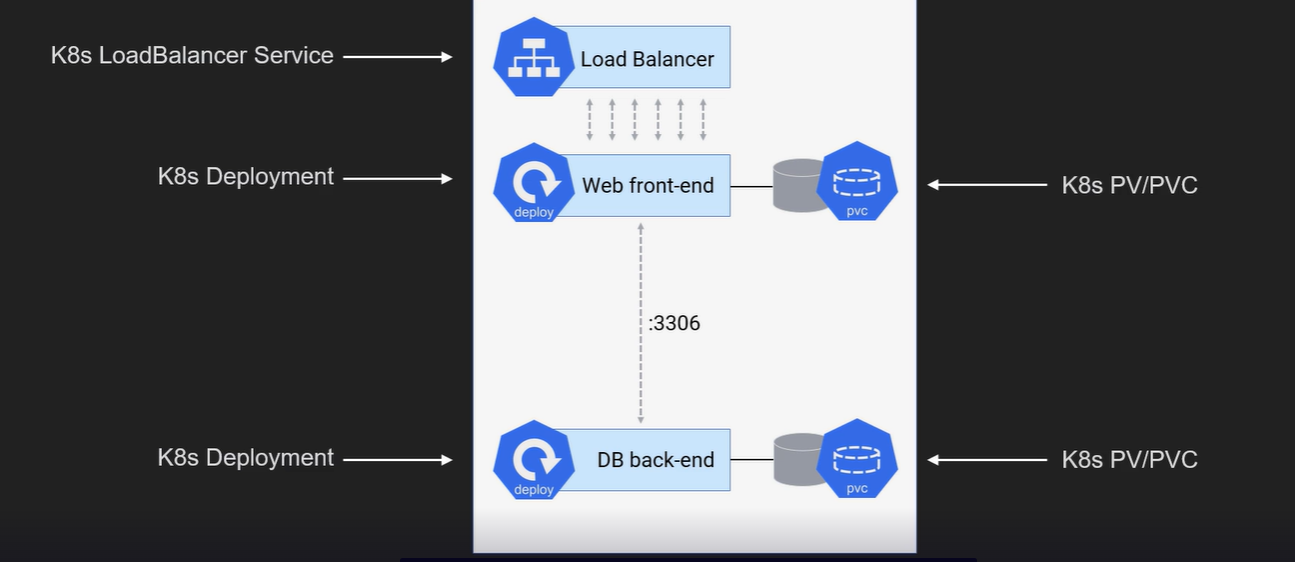 K8s LoadBalancer Service
Load Balancer
K8s Deployment
deploy
Web front-end
pvc
K8s PV/PVC
:3306
K8s Deployment
deploy
DB back-end
pvc
K8s PV/PVC